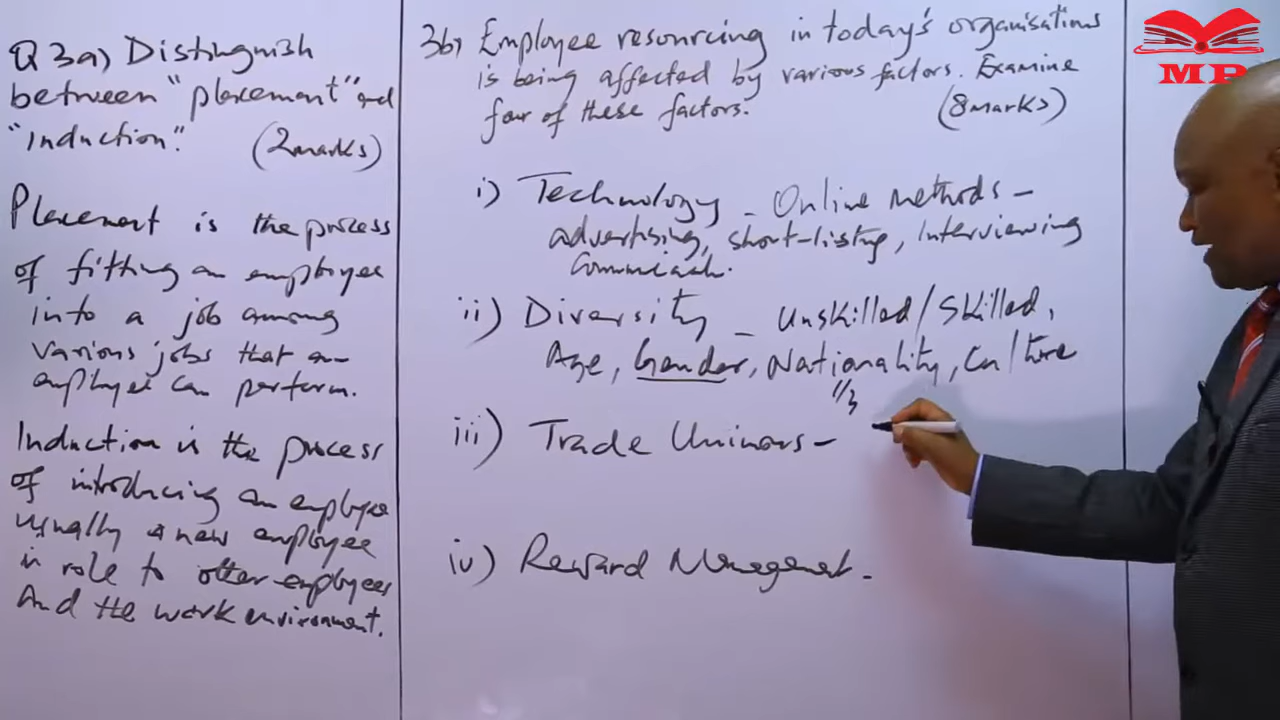 Q 3a) Distinguish
between "placement" and
"Induction".
(2marks)
Placement is the process
of fitting an employee
into a job among
various jobs that an
employee can perform.
Induction is the process
of introducing an employee
usually a new employee
in role to other employees
And the work environment.
3b) Employee resourcing in today's organisations
is being affected by various factors. Examine
four of these factors.
(8marks)
i) Technology - Online methods -
advertising, short-listing, Interviewing
ii) Diversity - Unskilled/Skilled,
Age, Gender, Nationality, Culture
1/3
iii) Trade Uninons -
iv) Reward Management -
MP